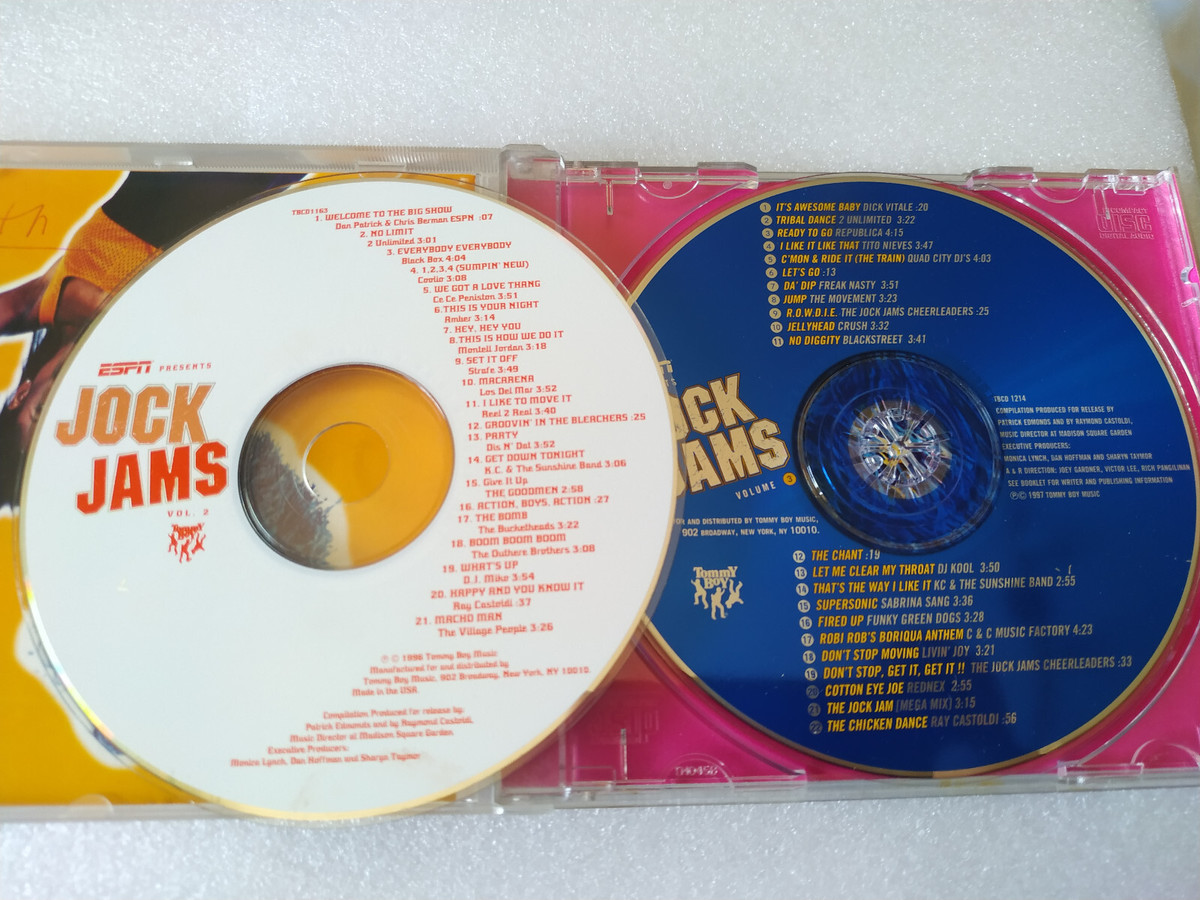 TBCD1163
1. WELCOME TO THE BIG SHOW
Dan Patrick & Chris Berman ESPN :07
2. NO LIMIT
2 Unlimited 3:01
3. EVERYBODY EVERYBODY
Black Box 4:04
4. 1,2,3,4 (SUMPIN' NEW)
Coolio 3:08
5. WE GOT A LOVE THANG
Ce Ce Peniston 3:51
6. THIS IS YOUR NIGHT
Amber 3:14
7. HEY, HEY YOU
8. THIS IS HOW WE DO IT
Montell Jordan 3:18
9. SET IT OFF
Strafe 3:49
10. MACARENA
Los Del Mar 3:52
11. I LIKE TO MOVE IT
Reel 2 Real 3:40
12. GROOVIN' IN THE BLEACHERS :25
13. PARTY
Dis N' Dat 3:52
14. GET DOWN TONIGHT
K.C. & The Sunshine Band 3:06
15. Give It Up
THE GOODMEN 2:58
16. ACTION, BOYS, ACTION :27
17. THE BOMB
The Bucketheads 3:22
18. BOOM BOOM BOOM
The Outhere Brothers 3:08
19. WHAT'S UP
D.J. Miko 3:54
20. HAPPY AND YOU KNOW IT
Ray Castoldi :37
21. MACHO MAN
The Village People 3:26
ESPN PRESENTS
JOCK
JAMS
VOL. 2
Tommy
Boy
℗ © 1996 Tommy Boy Music
Manufactured for and distributed by
Tommy Boy Music, 902 Broadway, New York, NY 10010.
Made in the USA.
Compilation Produced for release by:
Patrick Edmonds and by Raymond Castoldi,
Music Director at Madison Square Garden.
Executive Producers:
Monica Lynch, Dan Hoffman and Sharyn Taymor
1 IT'S AWESOME BABY DICK VITALE :20
2 TRIBAL DANCE 2 UNLIMITED 3:22
3 READY TO GO REPUBLICA 4:15
4 I LIKE IT LIKE THAT TITO NIEVES 3:47
5 C'MON & RIDE IT (THE TRAIN) QUAD CITY DJ'S 4:03
6 LET'S GO :13
7 DA' DIP FREAK NASTY 3:51
8 JUMP THE MOVEMENT 3:23
9 R.O.W.D.I.E. THE JOCK JAMS CHEERLEADERS :25
10 JELLYHEAD CRUSH 3:32
11 NO DIGGITY BLACKSTREET 3:41
OCK
JAMS
VOLUME 3
TBCD 1214
COMPILATION PRODUCED FOR RELEASE BY
PATRICK EDMONDS AND BY RAYMOND CASTOLDI,
MUSIC DIRECTOR AT MADISON SQUARE GARDEN
EXECUTIVE PRODUCERS:
MONICA LYNCH, DAN HOFFMAN AND SHARYN TAYMOR
A & R DIRECTION: JOEY GARDNER, VICTOR LEE, RICH PANGILINAN
SEE BOOKLET FOR WRITER AND PUBLISHING INFORMATION
℗© 1997 TOMMY BOY MUSIC
FOR AND DISTRIBUTED BY TOMMY BOY MUSIC,
902 BROADWAY, NEW YORK, NY 10010.
Tommy
Boy
12 THE CHANT :19
13 LET ME CLEAR MY THROAT DJ KOOL 3:50
14 THAT'S THE WAY I LIKE IT KC & THE SUNSHINE BAND 2:55
15 SUPERSONIC SABRINA SANG 3:36
16 FIRED UP FUNKY GREEN DOGS 3:28
17 ROBI ROB'S BORIQUA ANTHEM C & C MUSIC FACTORY 4:23
18 DON'T STOP MOVING LIVIN' JOY 3:21
19 DON'T STOP, GET IT, GET IT !! THE JOCK JAMS CHEERLEADERS :33
20 COTTON EYE JOE REDNEX 2:55
21 THE JOCK JAM (MEGA MIX) 3:15
22 THE CHICKEN DANCE RAY CASTOLDI :56
COMPACT
DISC
DIGITAL AUDIO